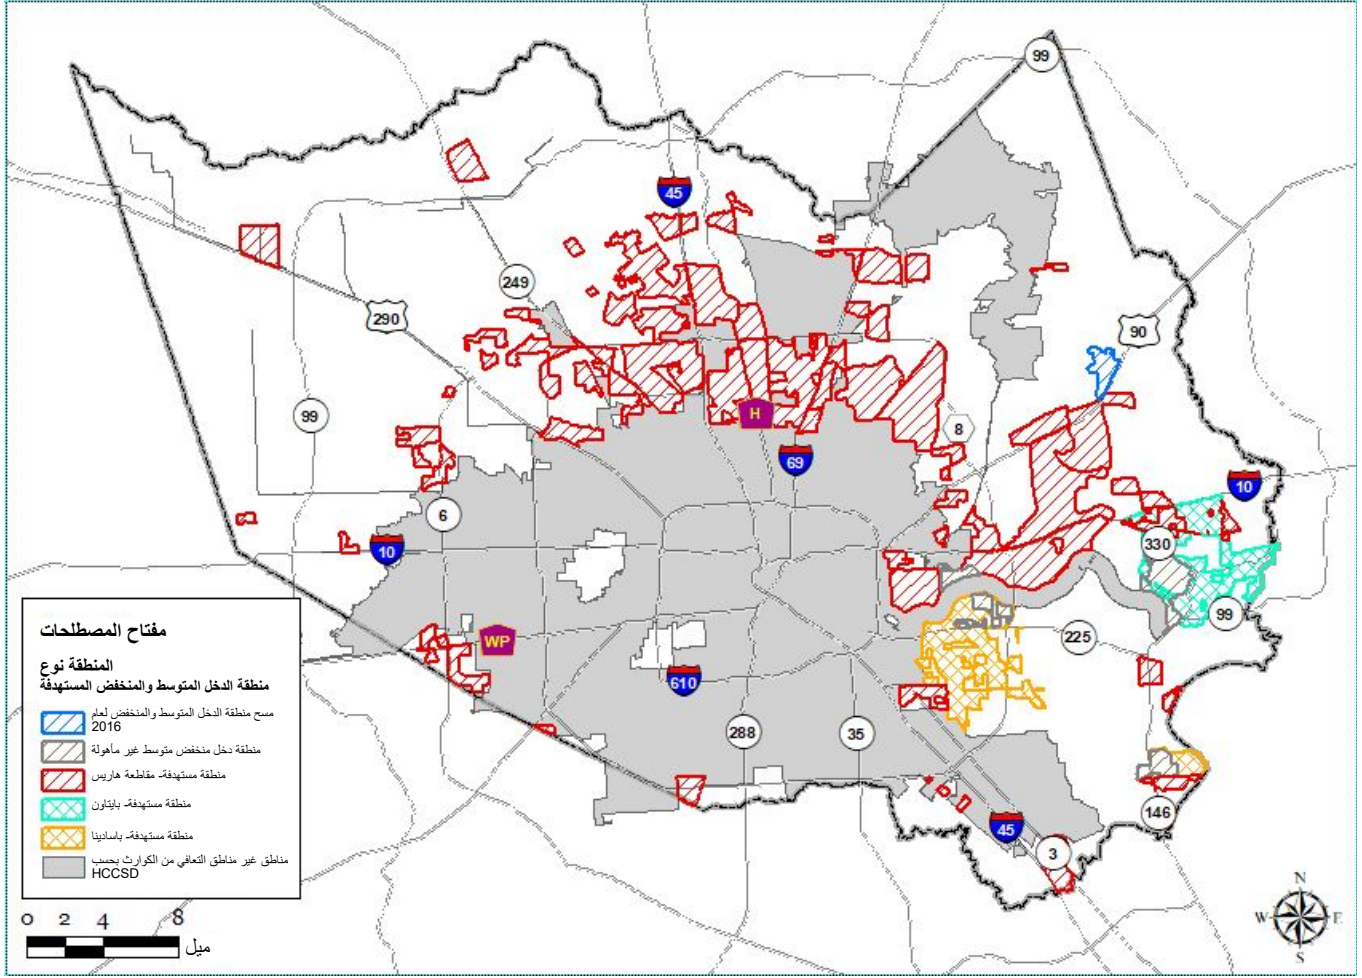 99
45
249
290
90
99
8
H
69
10
6
330
10
99
225
WP
610
288
35
146
45
3
مفتاح المصطلحات
المنطقة نوع
منطقة الدخل المتوسط والمنخفض المستهدفة
مسح منطقة الدخل المتوسط والمنخفض لعام
2016
منطقة دخل منخفض متوسط غير مأهولة
منطقة مستهدفة- مقاطعة هاريس
منطقة مستهدفة- بايتاون
منطقة مستهدفة- باسادينا
مناطق غير مناطق التعافي من الكوارث بحسب
HCCSD
0 2 4 8
ميل
N
W E
S